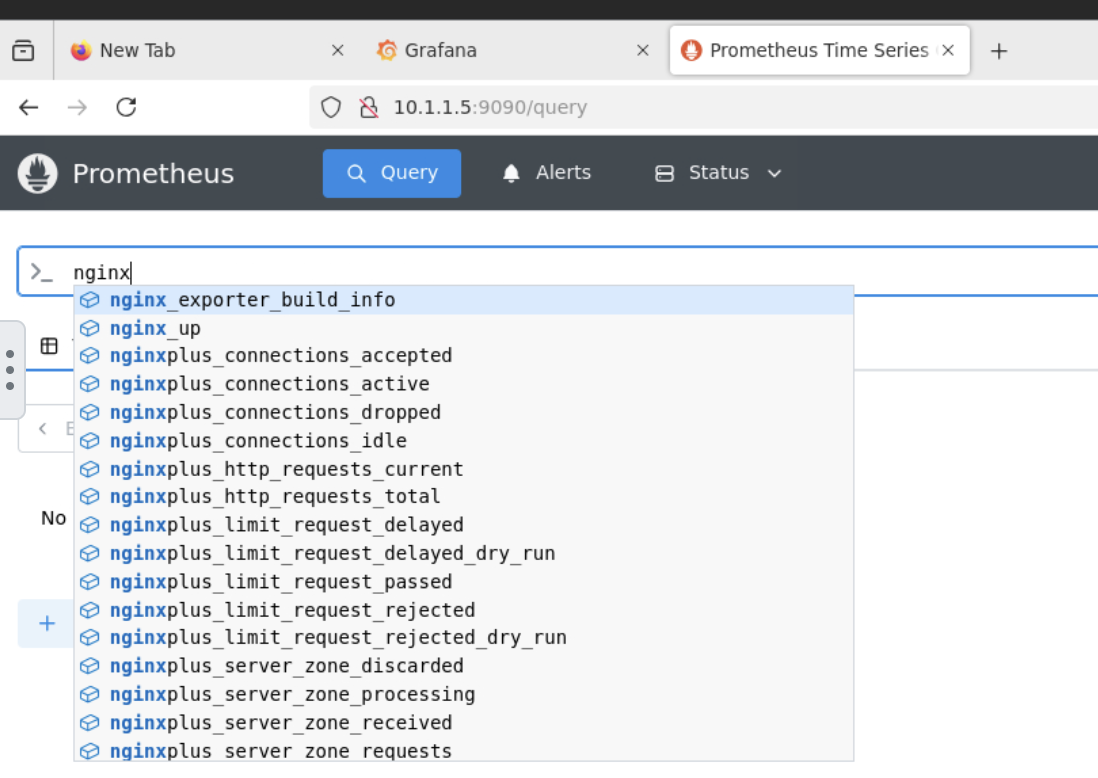 New Tab
Grafana
Prometheus Time Series
10.1.1.5:9090/query
Prometheus
Query
Alerts
Status
>_ nginx
nginx_exporter_build_info
nginx_up
nginxplus_connections_accepted
nginxplus_connections_active
nginxplus_connections_dropped
nginxplus_connections_idle
nginxplus_http_requests_current
nginxplus_http_requests_total
nginxplus_limit_request_delayed
nginxplus_limit_request_delayed_dry_run
nginxplus_limit_request_passed
No
nginxplus_limit_request_rejected
nginxplus_limit_request_rejected_dry_run
nginxplus_server_zone_discarded
nginxplus_server_zone_processing
nginxplus_server_zone_received
nginxplus_server_zone_requests